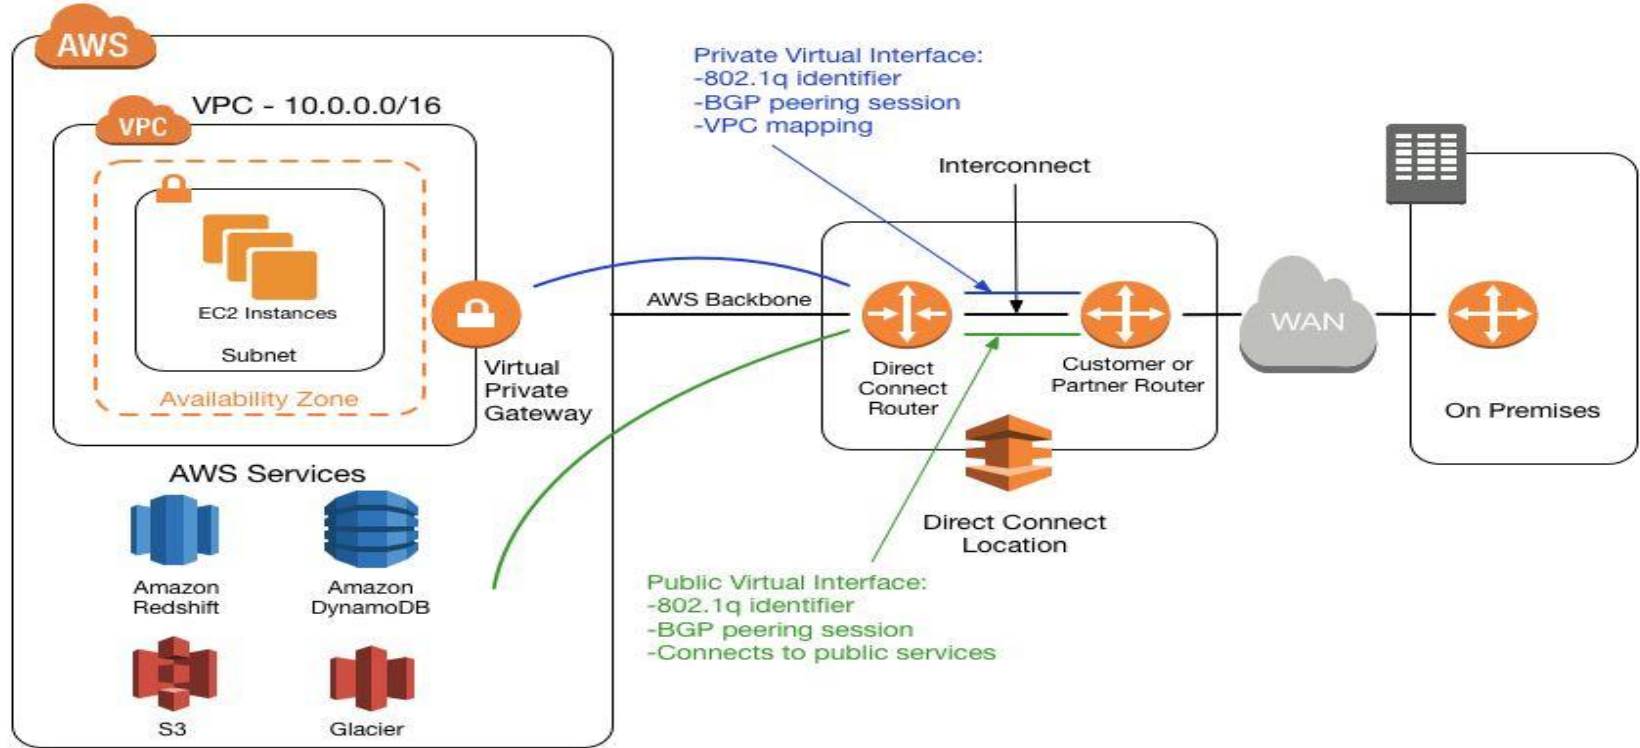 AWS
VPC - 10.0.0.0/16
VPC
EC2 Instances
Subnet
Availability Zone
Virtual
Private
Gateway
AWS Services
Amazon
Redshift
Amazon
DynamoDB
S3
Glacier
Private Virtual Interface:
-802.1q identifier
-BGP peering session
-VPC mapping
Interconnect
AWS Backbone
Direct
Connect
Router
Customer or
Partner Router
Direct Connect
Location
Public Virtual Interface:
-802.1q identifier
-BGP peering session
-Connects to public services
WAN
On Premises